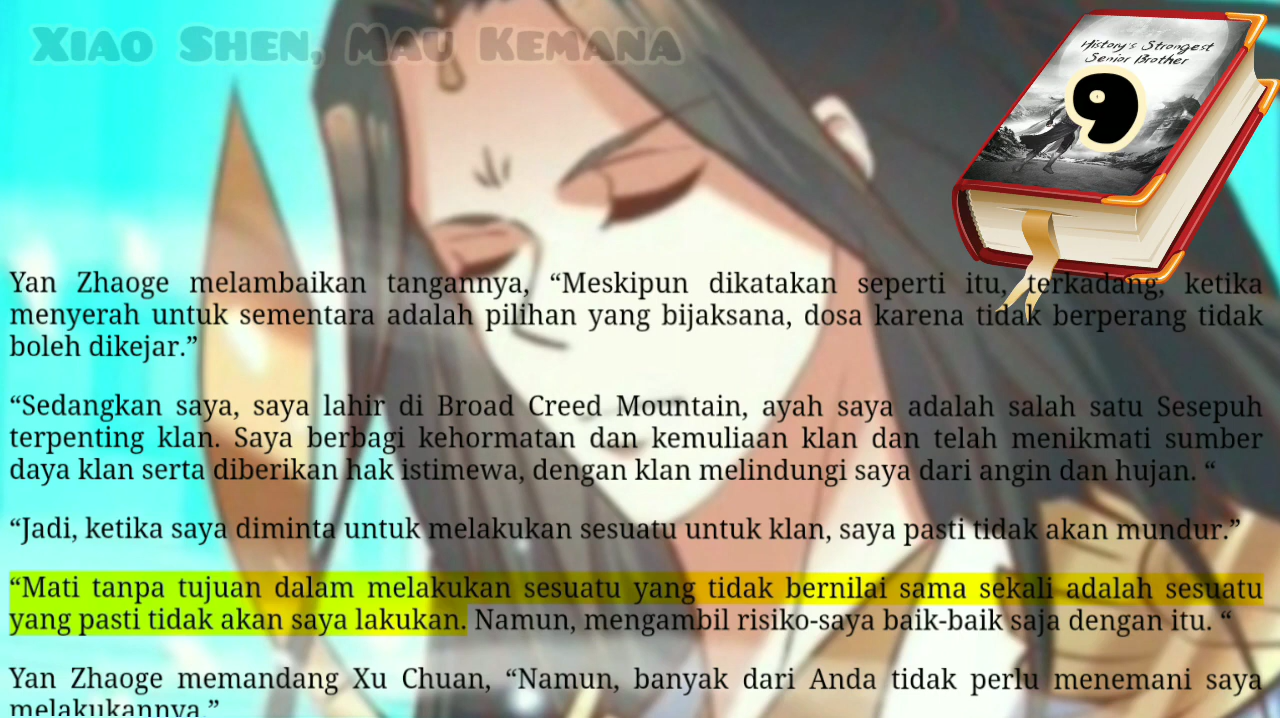 Xiao Shen, Mau Kemana
History's Strongest
Senior Brother
9
Yan Zhaoge melambaikan tangannya, “Meskipun dikatakan seperti itu, terkadang, ketika
menyerah untuk sementara adalah pilihan yang bijaksana, dosa karena tidak berperang tidak
boleh dikejar.”
“Sedangkan saya, saya lahir di Broad Creed Mountain, ayah saya adalah salah satu Sesepuh
terpenting klan. Saya berbagi kehormatan dan kemuliaan klan dan telah menikmati sumber
daya klan serta diberikan hak istimewa, dengan klan melindungi saya dari angin dan hujan. “
“Jadi, ketika saya diminta untuk melakukan sesuatu untuk klan, saya pasti tidak akan mundur.”
“Mati tanpa tujuan dalam melakukan sesuatu yang tidak bernilai sama sekali adalah sesuatu
yang pasti tidak akan saya lakukan. Namun, mengambil risiko-saya baik-baik saja dengan itu. “
Yan Zhaoge memandang Xu Chuan, “Namun, banyak dari Anda tidak perlu menemani saya
melakukannya.”